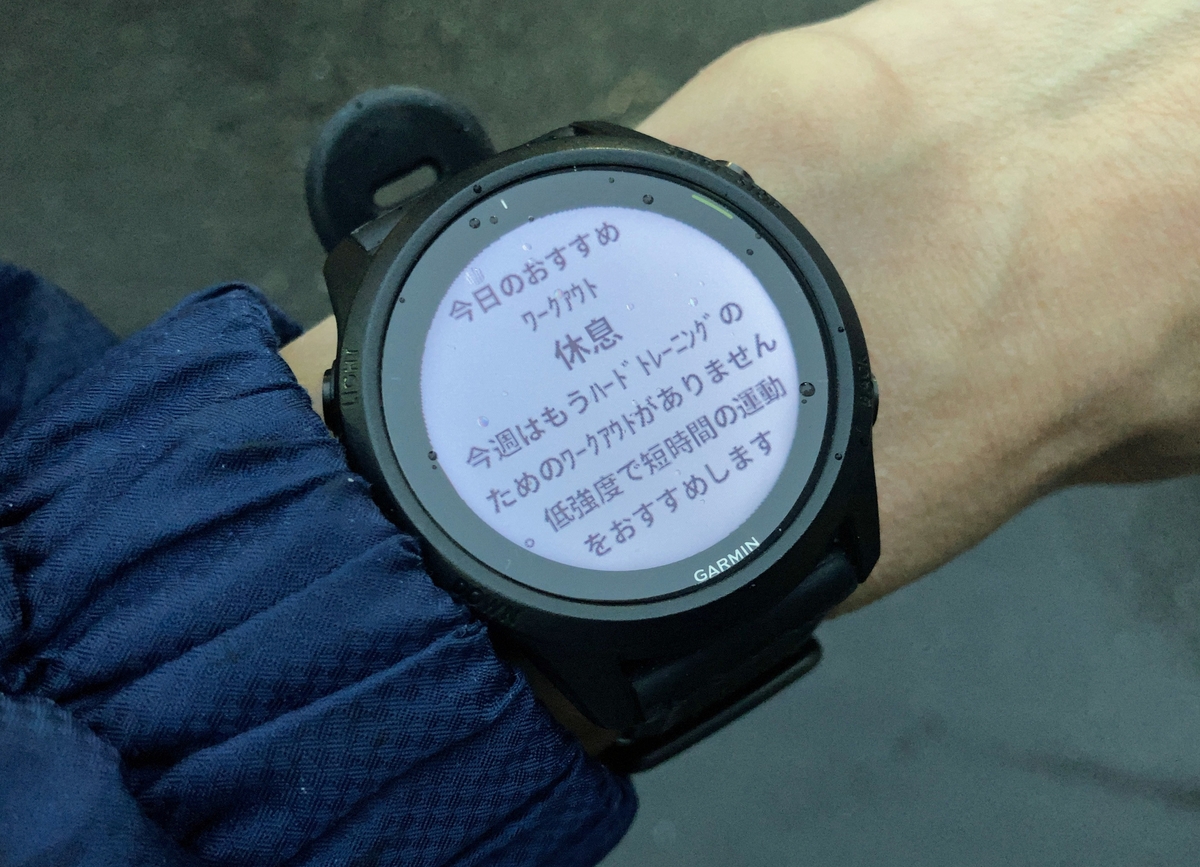 今日のおすすめ
ﾜｰｸｱｳﾄ
休息
今週はもうﾊｰﾄﾞﾄﾚｰﾆﾝｸﾞの
ためのﾜｰｸｱｳﾄがありません
。低強度で短時間の運動
をおすすめします
GARMIN
LIGHT